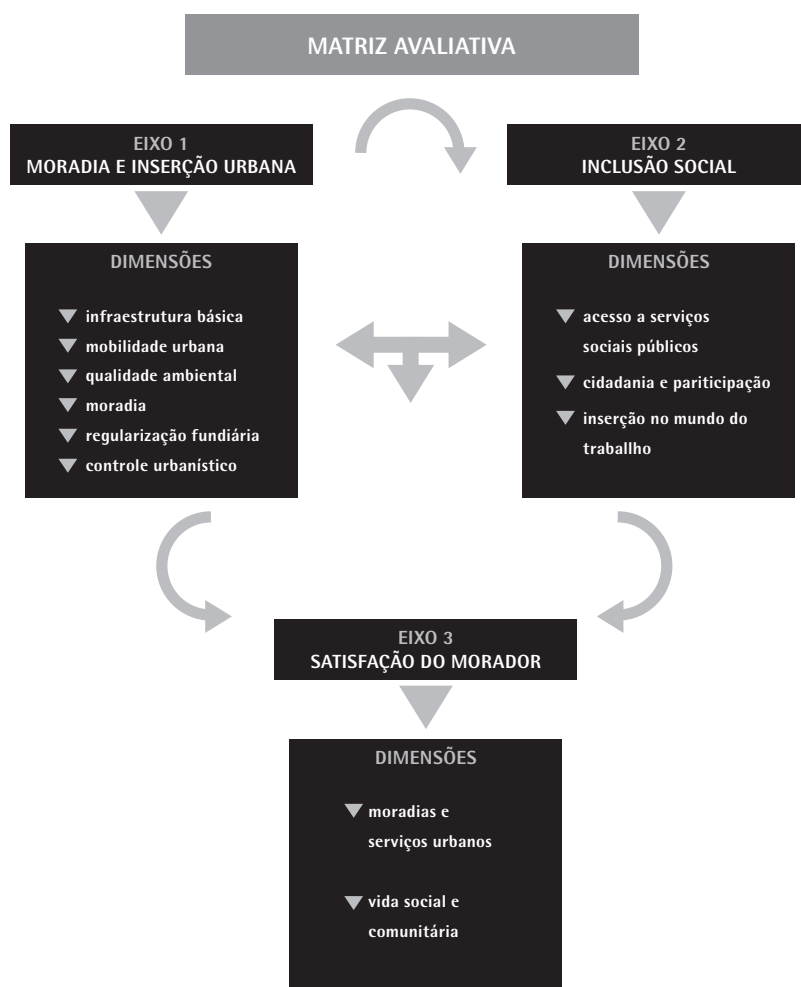 MATRIZ AVALIATIVA
EIXO 1
MORADIA E INSERÇÃO URBANA
DIMENSÕES
infraestrutura básica
mobilidade urbana
qualidade ambiental
moradia
regularização fundiária
controle urbanístico
EIXO 2
INCLUSÃO SOCIAL
DIMENSÕES
acesso a serviços
sociais públicos
cidadania e pariticipação
inserção no mundo do
traballho
EIXO 3
SATISFAÇÃO DO MORADOR
DIMENSÕES
moradias e
serviços urbanos
vida social e
comunitária